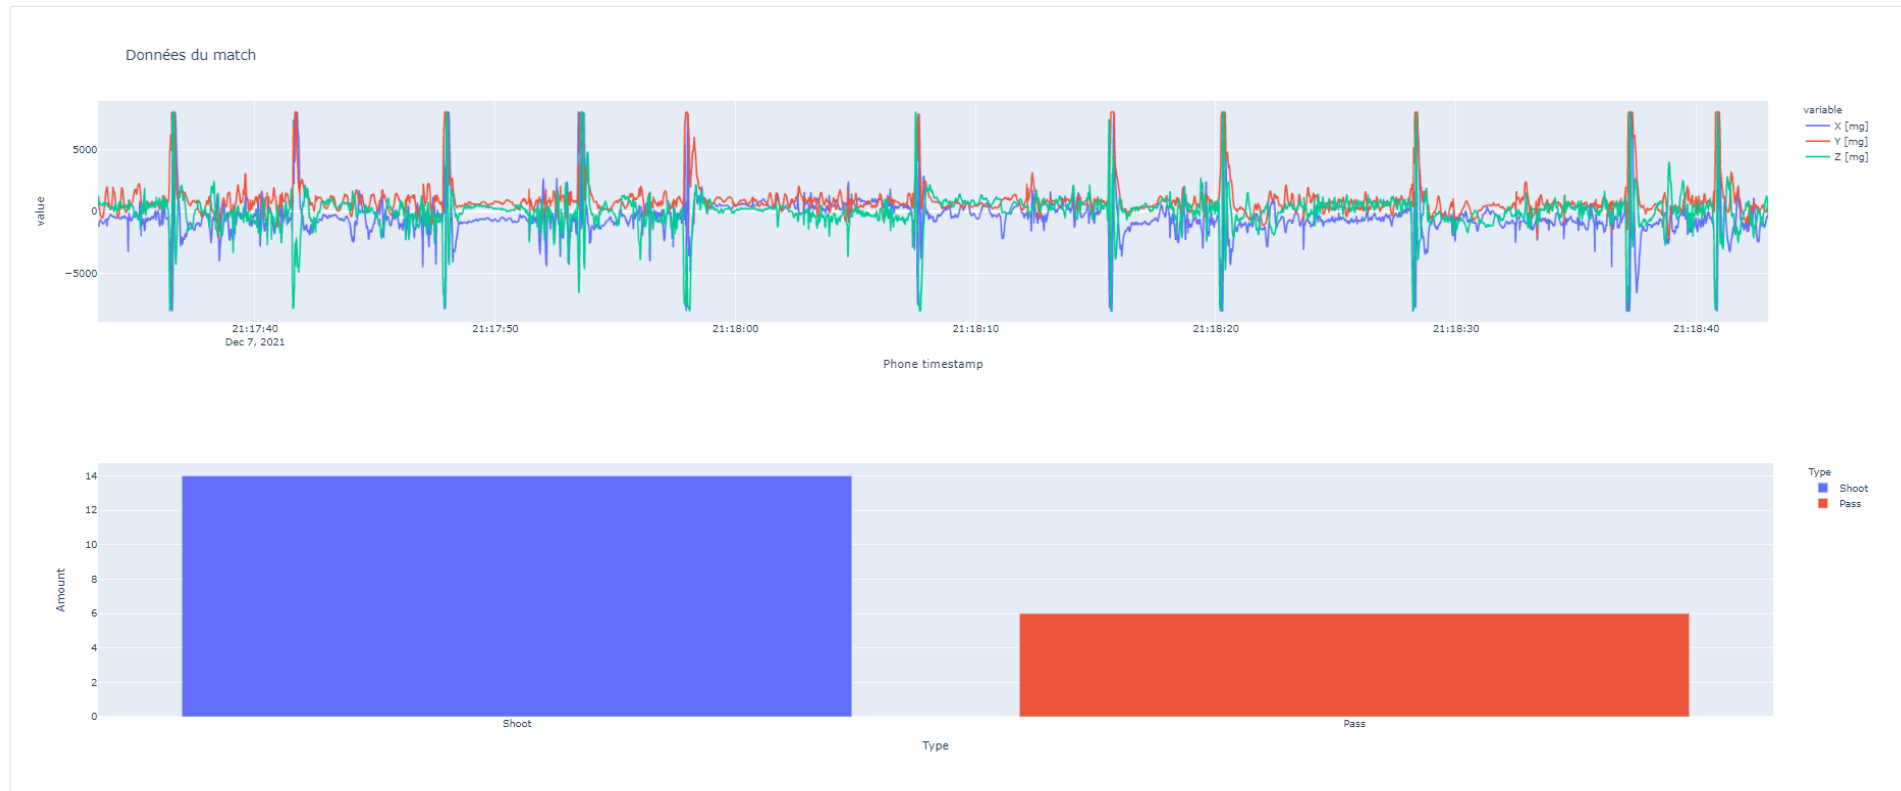 Données du match
variable
X [mg]
Y [mg]
Z [mg]
value
5000
0
−5000
21:17:40
Dec 7, 2021
21:17:50
21:18:00
21:18:10
21:18:20
21:18:30
21:18:40
Phone timestamp
Type
Shoot
Pass
Amount
14
12
10
8
6
4
2
0
Shoot
Pass
Type